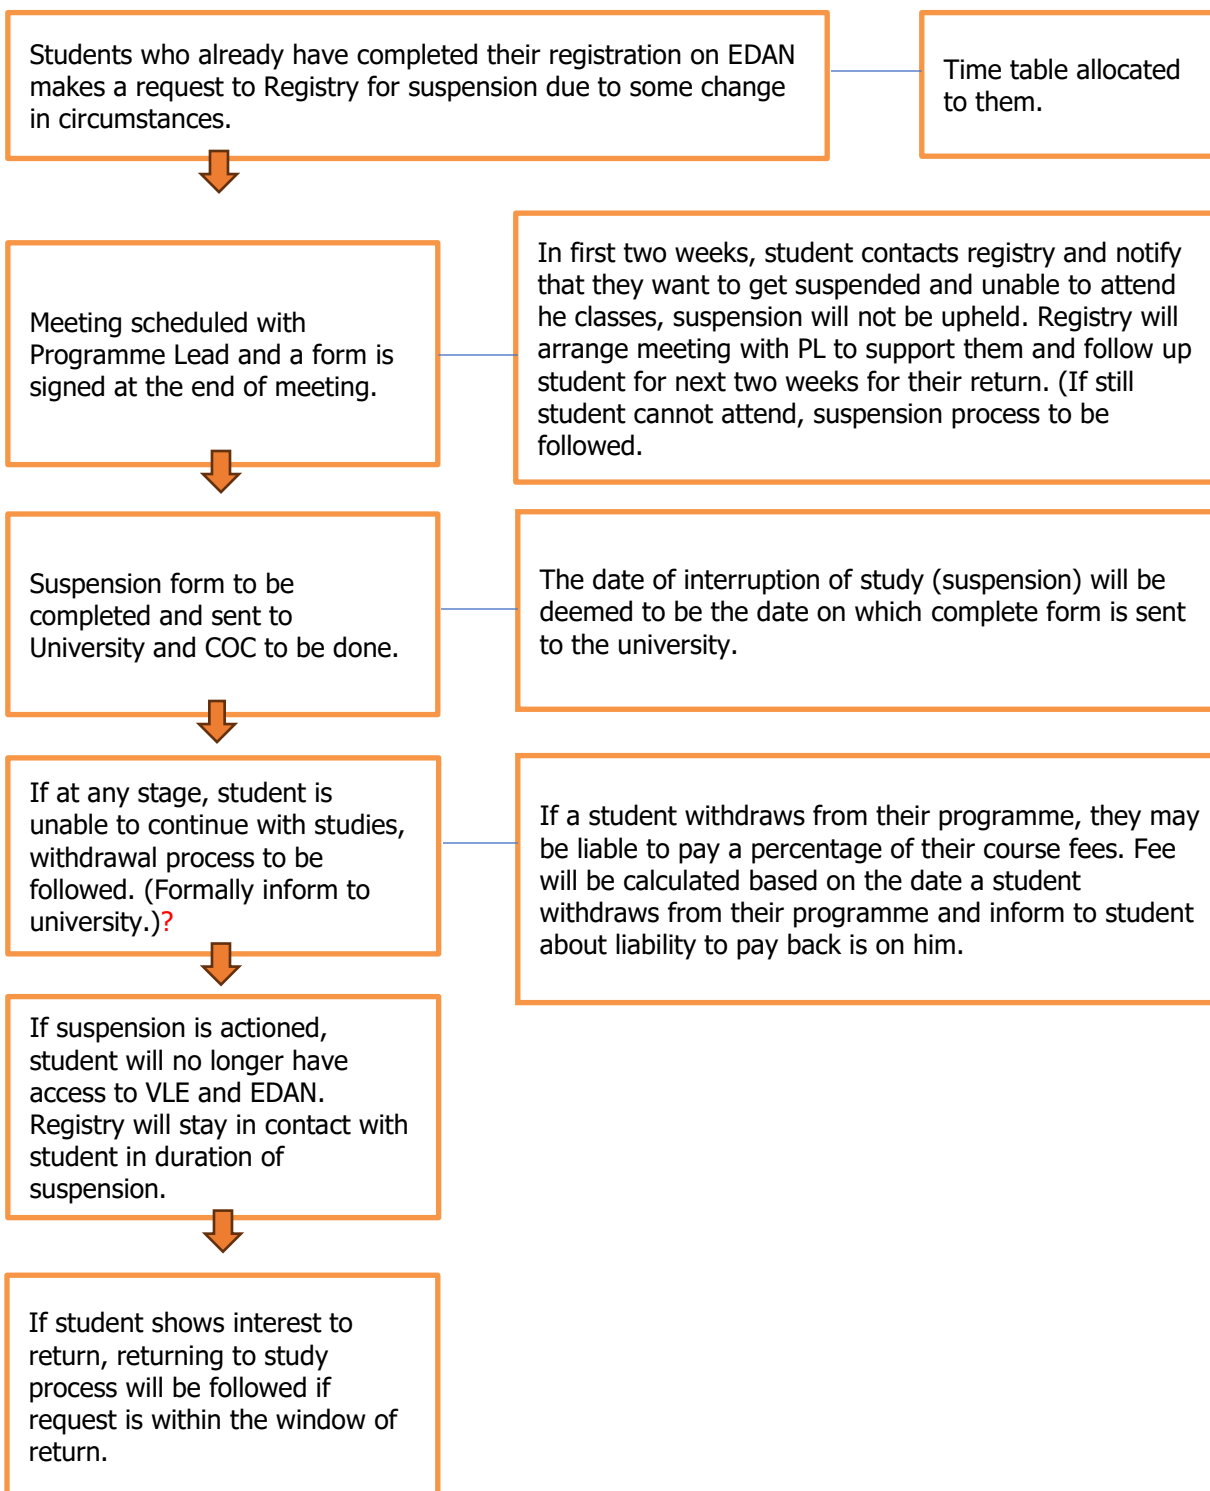 Students who already have completed their registration on EDAN
makes a request to Registry for suspension due to some change
in circumstances.
Time table allocated
to them.
Meeting scheduled with
Programme Lead and a form is
signed at the end of meeting.
In first two weeks, student contacts registry and notify
that they want to get suspended and unable to attend
he classes, suspension will not be upheld. Registry will
arrange meeting with PL to support them and follow up
student for next two weeks for their return. (If still
student cannot attend, suspension process to be
followed.
Suspension form to be
completed and sent to
University and COC to be done.
The date of interruption of study (suspension) will be
deemed to be the date on which complete form is sent
to the university.
If at any stage, student is
unable to continue with studies,
withdrawal process to be
followed. (Formally inform to
university.)?
If a student withdraws from their programme, they may
be liable to pay a percentage of their course fees. Fee
will be calculated based on the date a student
withdraws from their programme and inform to student
about liability to pay back is on him.
If suspension is actioned,
student will no longer have
access to VLE and EDAN.
Registry will stay in contact with
student in duration of
suspension.
If student shows interest to
return, returning to study
process will be followed if
request is within the window of
return.